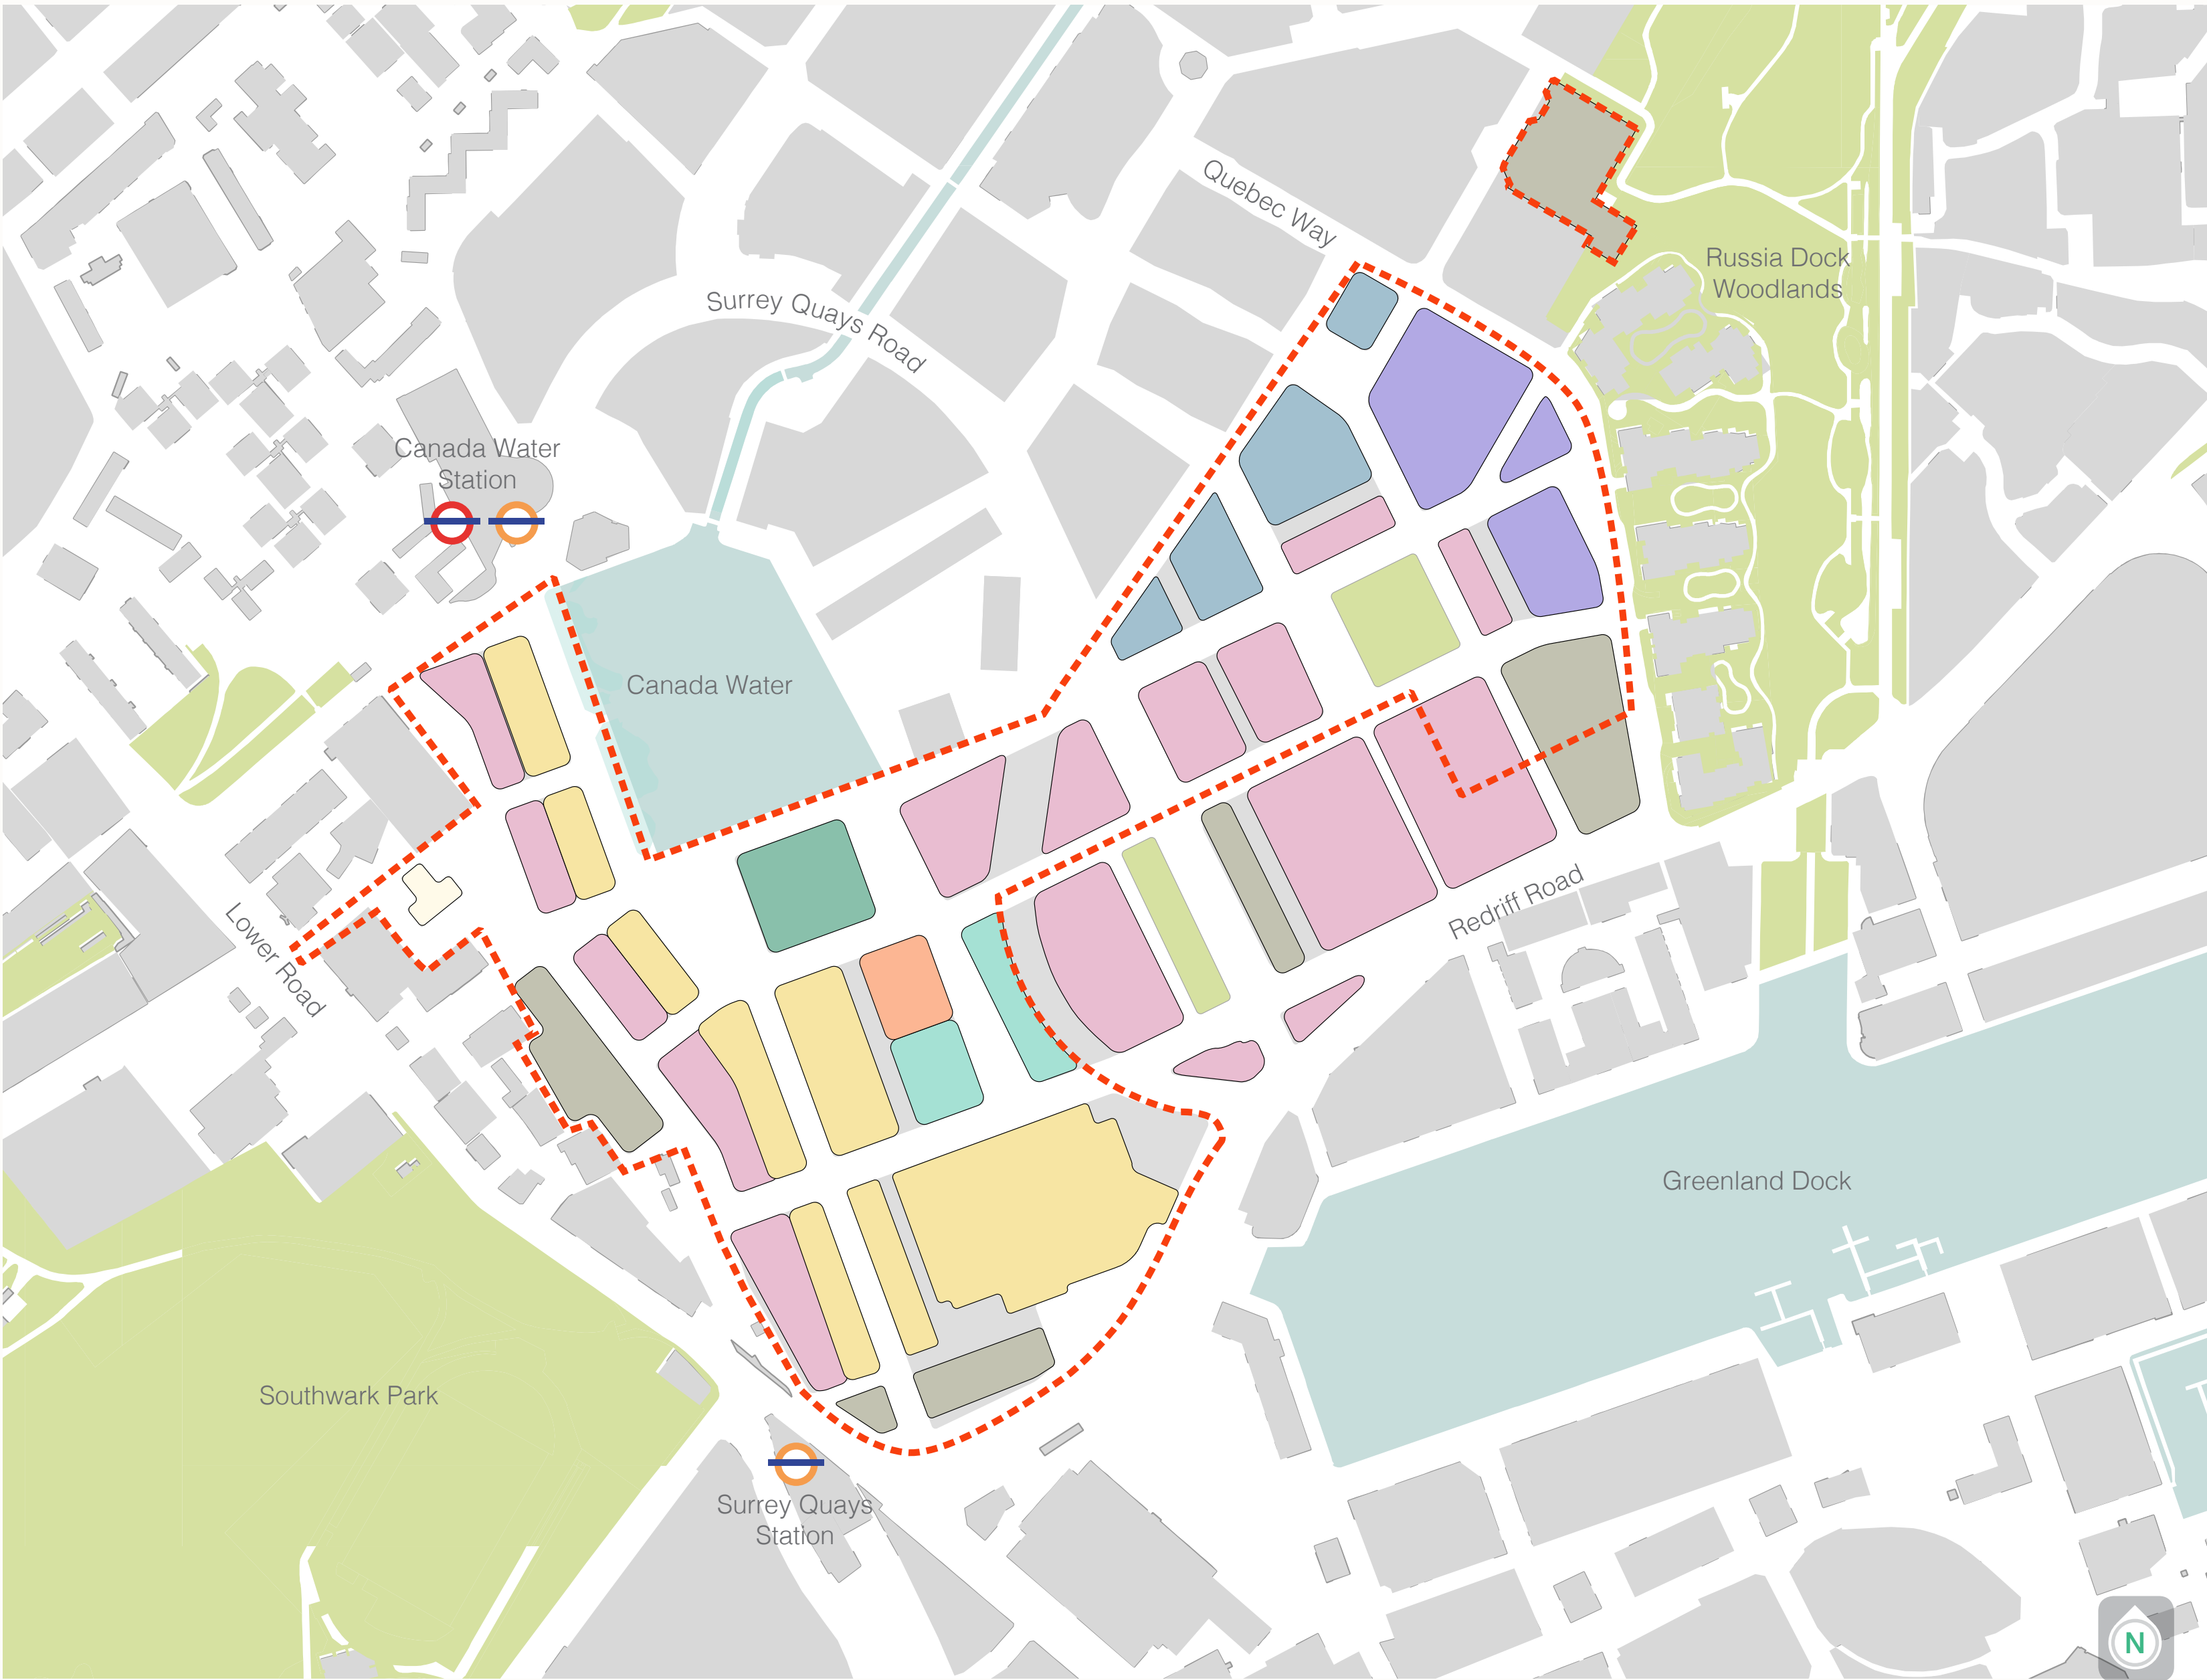 Quebec Way
Russia Dock
Woodlands
Surrey Quays Road
Canada Water
Station
Canada Water
Lower Road
Redriff Road
Greenland Dock
Southwark Park
Surrey Quays
Station
N